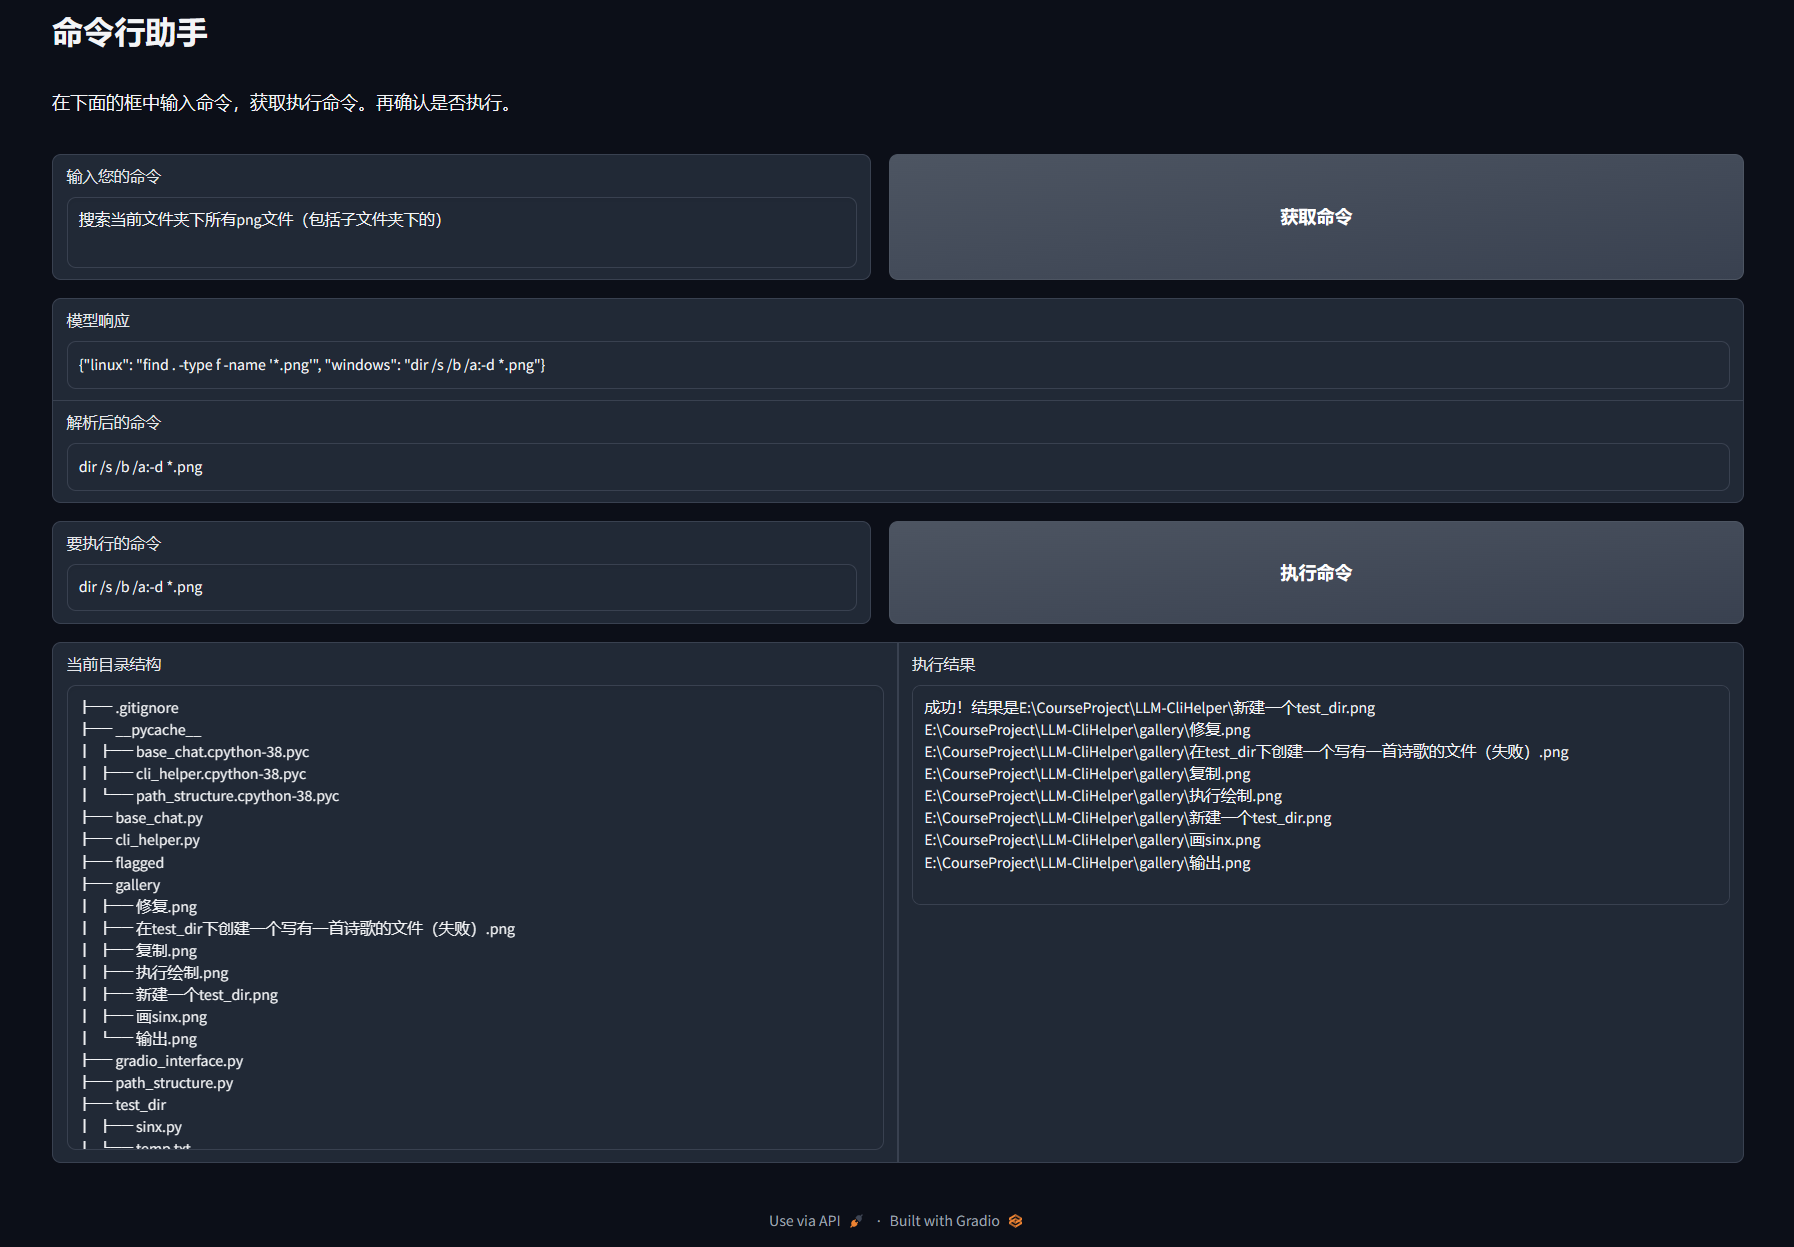 命令行助手
在下面的框中输入命令，获取执行命令。再确认是否执行。
输入您的命令
搜索当前文件夹下所有png文件（包括子文件夹下的）
获取命令
模型响应
{"linux": "find . -type f -name '*.png'", "windows": "dir /s /b /a:-d *.png"}
解析后的命令
dir /s /b /a:-d *.png
要执行的命令
dir /s /b /a:-d *.png
执行命令
当前目录结构
├── .gitignore
├── __pycache__
│   ├── base_chat.cpython-38.pyc
│   ├── cli_helper.cpython-38.pyc
│   └── path_structure.cpython-38.pyc
├── base_chat.py
├── cli_helper.py
├── flagged
├── gallery
│   ├── 修复.png
│   ├── 在test_dir下创建一个写有一首诗歌的文件（失败）.png
│   ├── 复制.png
│   ├── 执行绘制.png
│   ├── 新建一个test_dir.png
│   ├── 画sinx.png
│   └── 输出.png
├── gradio_interface.py
├── path_structure.py
├── test_dir
│   ├── sinx.py
│   └── temp.txt
执行结果
成功！结果是E:\CourseProject\LLM-CliHelper\新建一个test_dir.png
E:\CourseProject\LLM-CliHelper\gallery\修复.png
E:\CourseProject\LLM-CliHelper\gallery\在test_dir下创建一个写有一首诗歌的文件（失败）.png
E:\CourseProject\LLM-CliHelper\gallery\复制.png
E:\CourseProject\LLM-CliHelper\gallery\执行绘制.png
E:\CourseProject\LLM-CliHelper\gallery\新建一个test_dir.png
E:\CourseProject\LLM-CliHelper\gallery\画sinx.png
E:\CourseProject\LLM-CliHelper\gallery\输出.png
Use via API · Built with Gradio